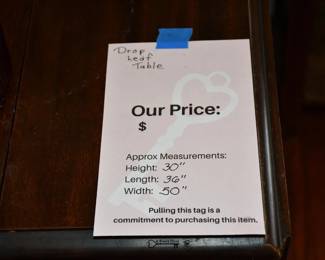 Drop
Leaf
Table
Our Price:
$
Approx Measurements:
Height: 30"
Length: 36"
Width: 50"
Pulling this tag is a
commitment to purchasing this item.